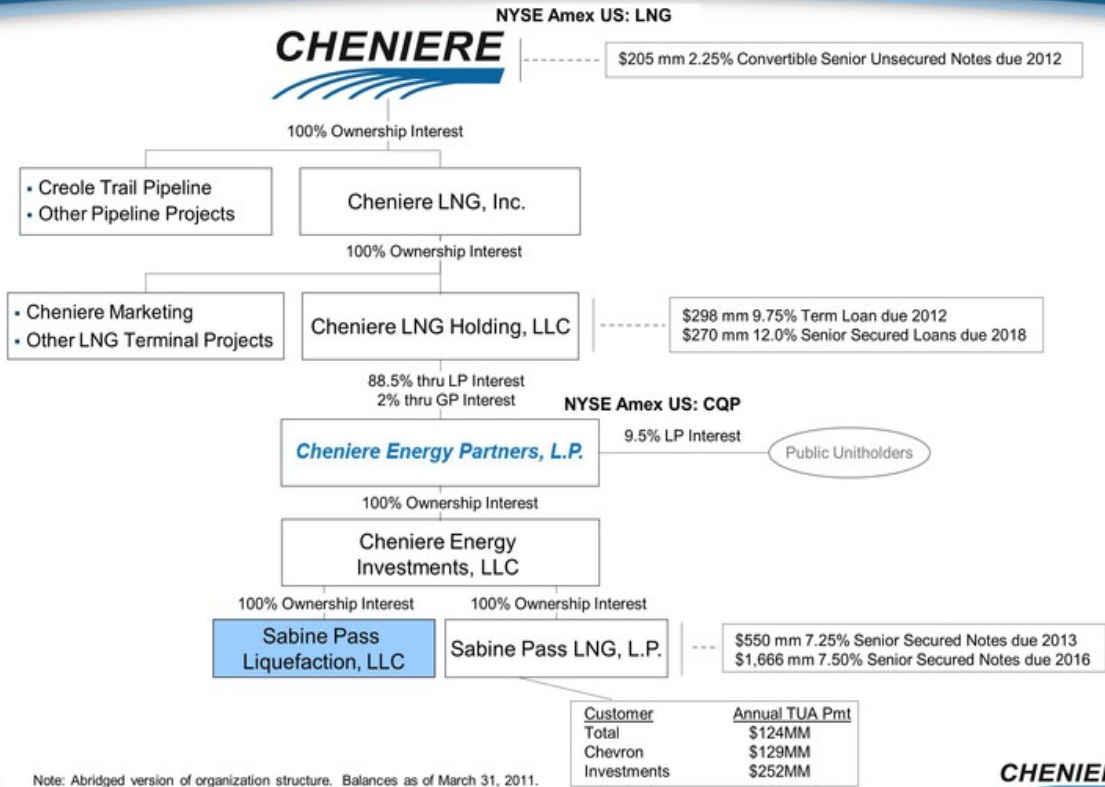 NYSE Amex US: LNG
CHENIERE
$205 mm 2.25% Convertible Senior Unsecured Notes due 2012
100% Ownership Interest
▪ Creole Trail Pipeline
▪ Other Pipeline Projects
Cheniere LNG, Inc.
100% Ownership Interest
▪ Cheniere Marketing
▪ Other LNG Terminal Projects
Cheniere LNG Holding, LLC
$298 mm 9.75% Term Loan due 2012
$270 mm 12.0% Senior Secured Loans due 2018
88.5% thru LP Interest
2% thru GP Interest
NYSE Amex US: CQP
Cheniere Energy Partners, L.P.
9.5% LP Interest
Public Unitholders
100% Ownership Interest
Cheniere Energy
Investments, LLC
100% Ownership Interest
100% Ownership Interest
Sabine Pass
Liquefaction, LLC
Sabine Pass LNG, L.P.
$550 mm 7.25% Senior Secured Notes due 2013
$1,666 mm 7.50% Senior Secured Notes due 2016
Customer Annual TUA Pmt
Total $124MM
Chevron $129MM
Investments $252MM
Note: Abridged version of organization structure. Balances as of March 31, 2011.